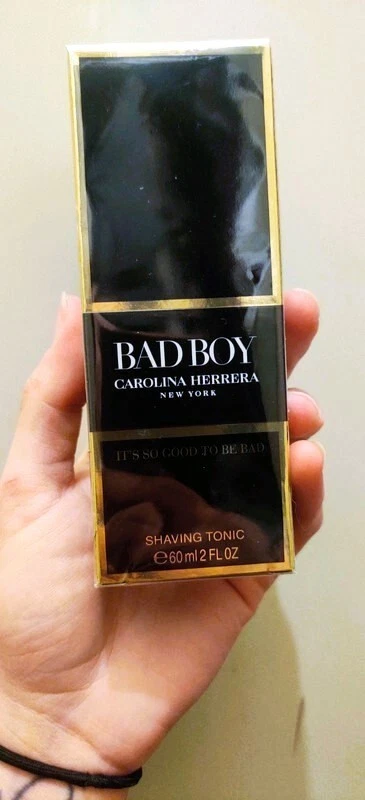 BAD BOY
CAROLINA HERRERA
NEW YORK
IT'S SO GOOD TO BE BAD
SHAVING TONIC
℮60 ml 2 FL OZ